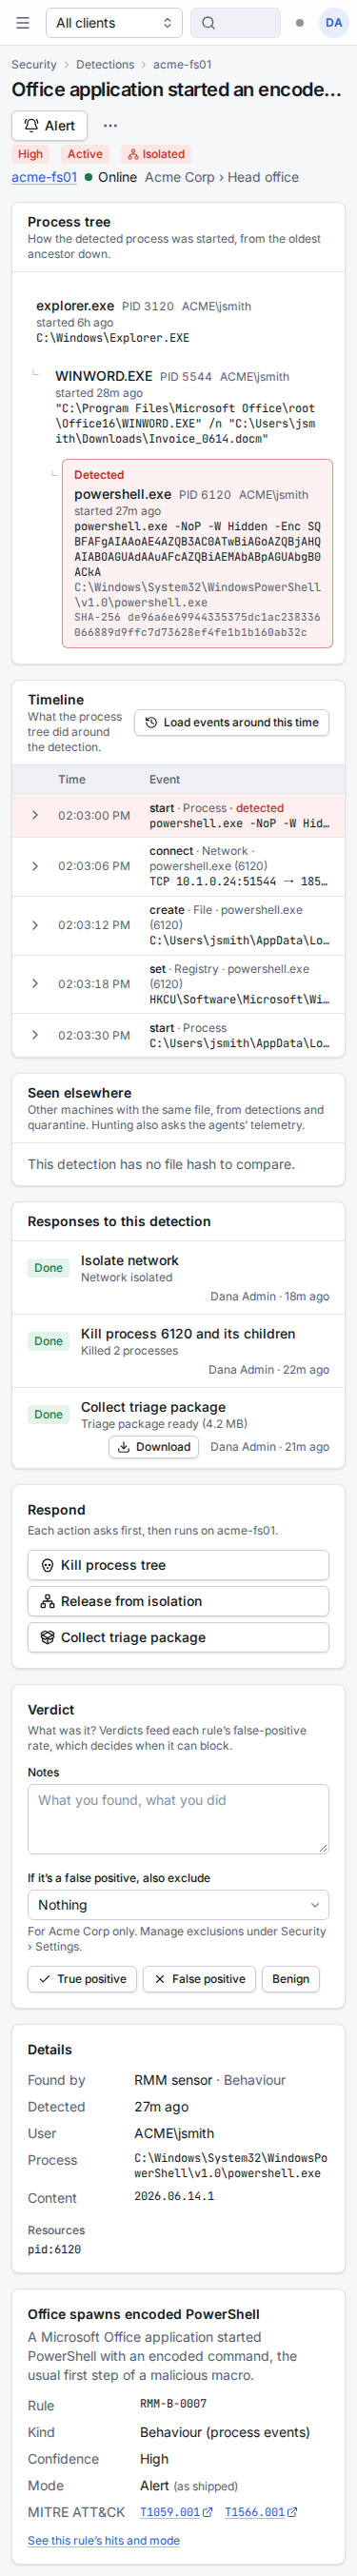 All clients
DA
Security > Detections > acme-fs01
Office application started an encode...
Alert
High Active Isolated
acme-fs01 Online Acme Corp › Head office
Process tree
How the detected process was started, from the oldest
ancestor down.
explorer.exe PID 3120 ACME\jsmith
started 6h ago
C:\Windows\Explorer.EXE
WINWORD.EXE PID 5544 ACME\jsmith
started 28m ago
"C:\Program Files\Microsoft Office\root
\Office16\WINWORD.EXE" /n "C:\Users\jsm
ith\Downloads\Invoice_0614.docm"
Detected
powershell.exe PID 6120 ACME\jsmith
started 27m ago
powershell.exe -NoP -W Hidden -Enc SQ
BFAFgAIAAoAE4AZQB3AC0ATwBiAGoAZQBjAHQ
AIABOAGUAdAAuAFcAZQBiAEMAbABpAGUAbgB0
ACkA
C:\Windows\System32\WindowsPowerShell
\v1.0\powershell.exe
SHA-256 de96a6e69944335375dc1ac238336
066889d9ffc7d73628ef4fe1b1b160ab32c
Timeline
What the process
tree did around
the detection.
Load events around this time
Time Event
02:03:00 PM start · Process · detected
powershell.exe -NoP -W Hid…
02:03:06 PM connect · Network ·
powershell.exe (6120)
TCP 10.1.0.24:51544 → 185…
02:03:12 PM create · File · powershell.exe
(6120)
C:\Users\jsmith\AppData\Lo…
02:03:18 PM set · Registry · powershell.exe
(6120)
HKCU\Software\Microsoft\Wi…
02:03:30 PM start · Process
C:\Users\jsmith\AppData\Lo…
Seen elsewhere
Other machines with the same file, from detections and
quarantine. Hunting also asks the agents’ telemetry.
This detection has no file hash to compare.
Responses to this detection
Done Isolate network
Network isolated
Dana Admin · 18m ago
Done Kill process 6120 and its children
Killed 2 processes
Dana Admin · 22m ago
Done Collect triage package
Triage package ready (4.2 MB)
Download Dana Admin · 21m ago
Respond
Each action asks first, then runs on acme-fs01.
Kill process tree
Release from isolation
Collect triage package
Verdict
What was it? Verdicts feed each rule’s false-positive
rate, which decides when it can block.
Notes
What you found, what you did
If it’s a false positive, also exclude
Nothing
For Acme Corp only. Manage exclusions under Security
› Settings.
True positive False positive Benign
Details
Found by RMM sensor · Behaviour
Detected 27m ago
User ACME\jsmith
Process C:\Windows\System32\WindowsPo
werShell\v1.0\powershell.exe
Content 2026.06.14.1
Resources
pid:6120
Office spawns encoded PowerShell
A Microsoft Office application started
PowerShell with an encoded command, the
usual first step of a malicious macro.
Rule RMM-B-0007
Kind Behaviour (process events)
Confidence High
Mode Alert (as shipped)
MITRE ATT&CK T1059.001 T1566.001
See this rule’s hits and mode